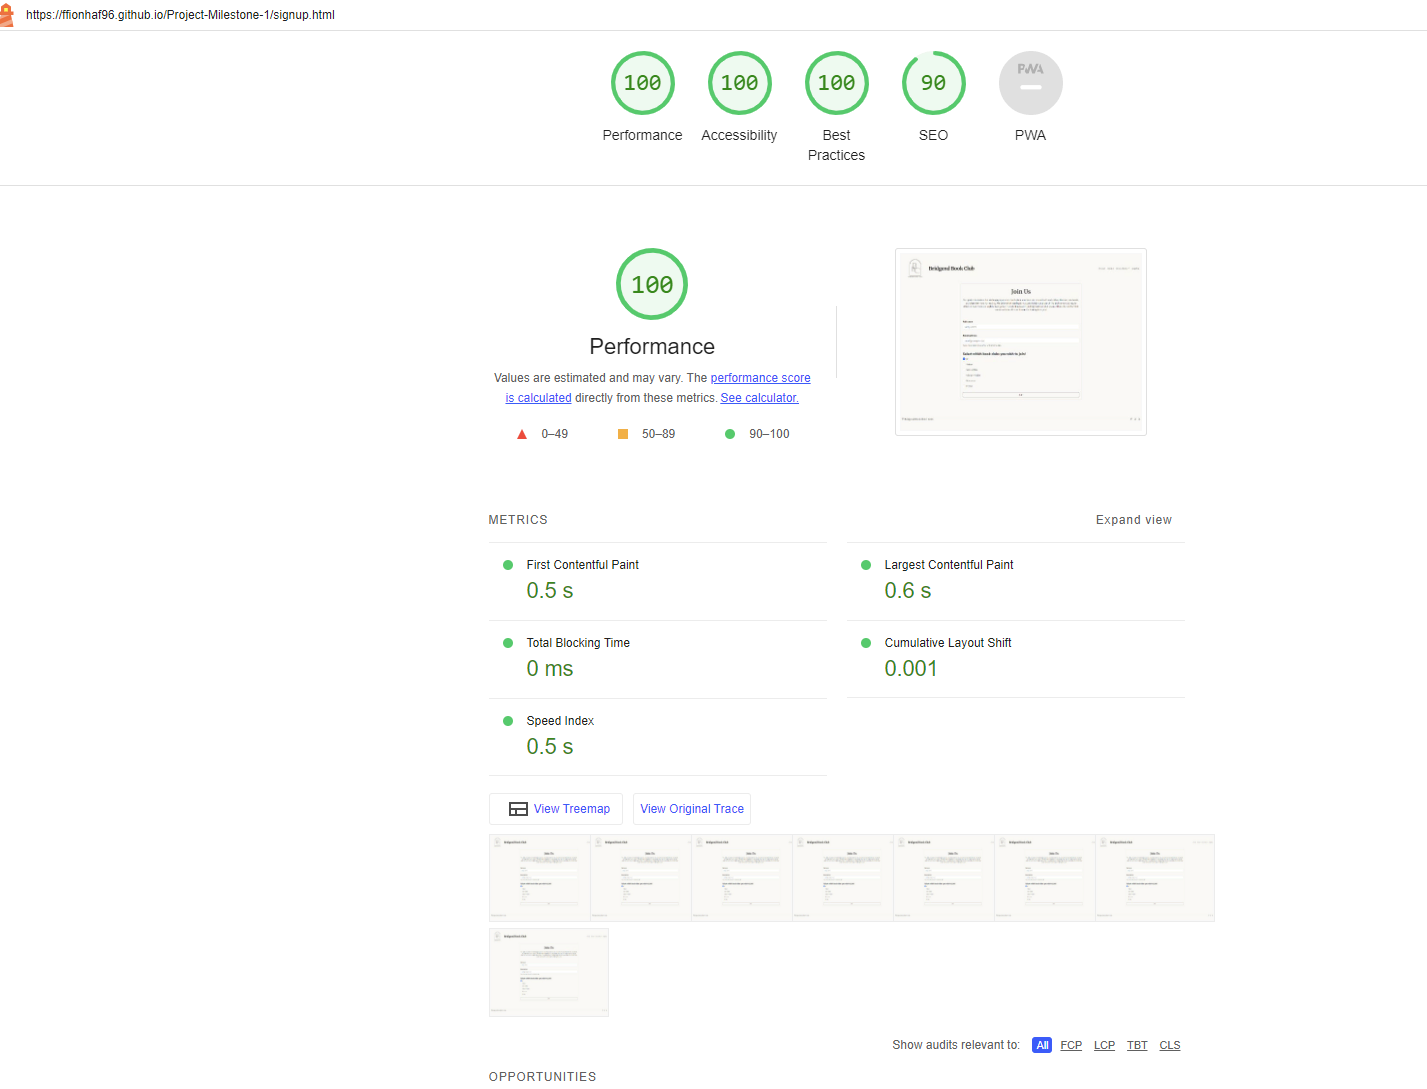 https://ffionhaf96.github.io/Project-Milestone-1/signup.html
100 100 100 90 PWA
Performance Accessibility Best Practices SEO PWA
100
Performance
Values are estimated and may vary. The performance score
is calculated directly from these metrics. See calculator.
0–49 50–89 90–100
Bridgend Book Club
Join Us
METRICS
Expand view
First Contentful Paint
0.5 s
Largest Contentful Paint
0.6 s
Total Blocking Time
0 ms
Cumulative Layout Shift
0.001
Speed Index
0.5 s
View Treemap
View Original Trace
Show audits relevant to: All FCP LCP TBT CLS
OPPORTUNITIES